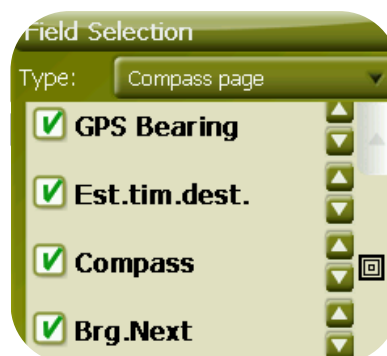 Field Selection
Type: Compass page
GPS Bearing
Est.tim.dest.
Compass
Brg.Next